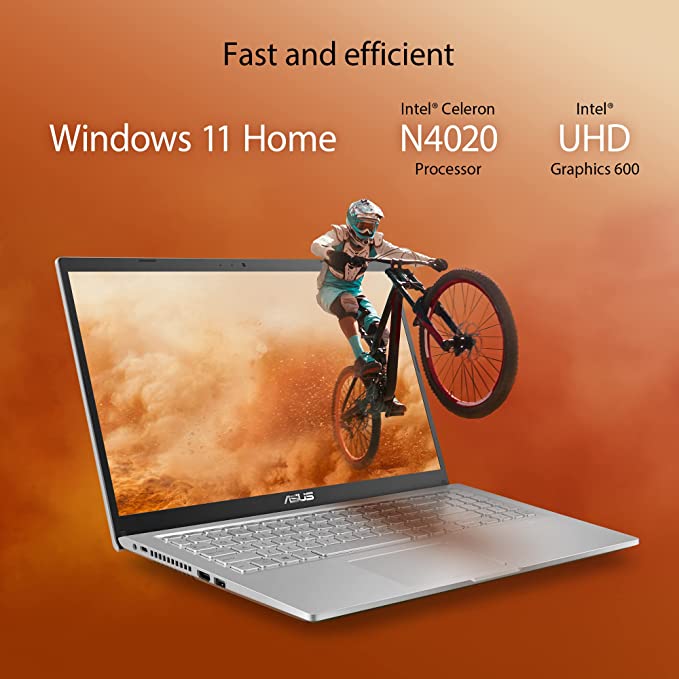 Fast and efficient
Windows 11 Home
Intel® Celeron
N4020
Processor
Intel®
UHD
Graphics 600
ASUS